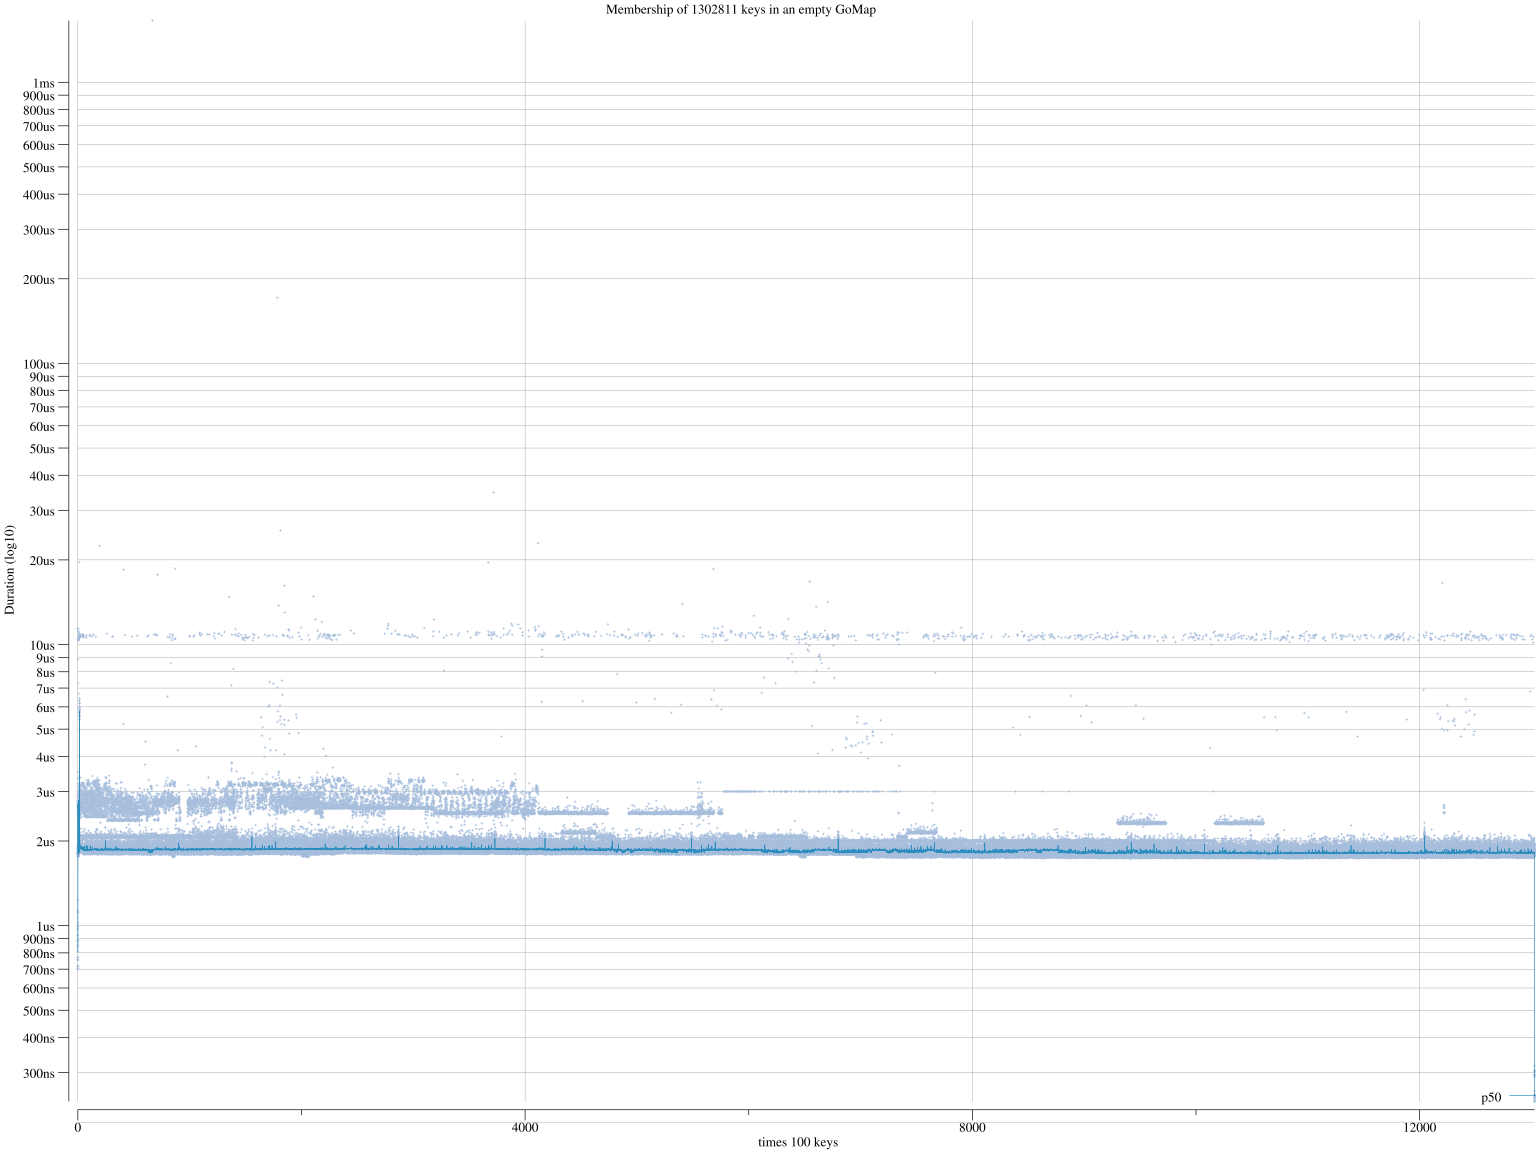 Membership of 1302811 keys in an empty GoMap
1ms
900us
800us
700us
600us
500us
400us
300us
200us
100us
90us
80us
70us
60us
50us
40us
30us
20us
10us
9us
8us
7us
6us
5us
4us
3us
2us
1us
900ns
800ns
700ns
600ns
500ns
400ns
300ns
Duration (log10)
p50
0 4000 8000 12000
times 100 keys